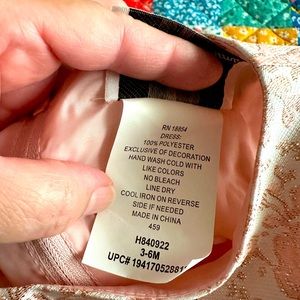 RN 16854
DRESS:
100% POLYESTER
EXCLUSIVE OF DECORATION
HAND WASH COLD WITH
LIKE COLORS
NO BLEACH
LINE DRY
COOL IRON ON REVERSE
SIDE IF NEEDED
MADE IN CHINA
459
H840922
3-6M